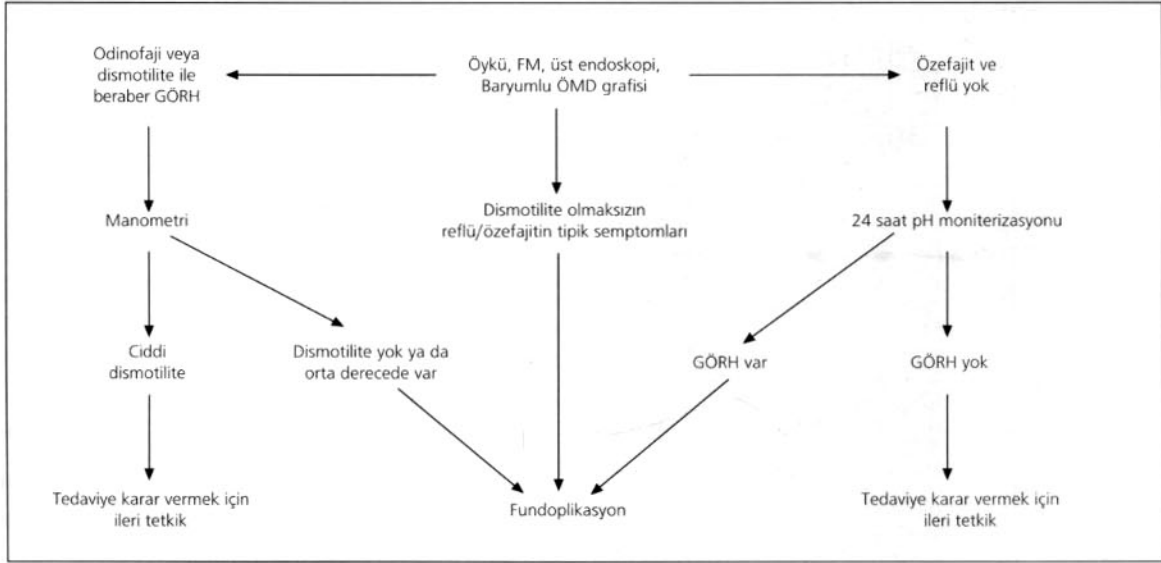 Odinofaji veya
dismotilite ile
beraber GÖRH
Öykü, FM, üst endoskopi,
Baryumlu ÖMD grafisi
Özefajit ve
reflü yok
Manometri
Dismotilite olmaksızın
reflü/özefajitin tipik semptomları
24 saat pH moniterizasyonu
Ciddi
dismotilite
Dismotilite yok ya da
orta derecede var
GÖRH var
GÖRH yok
Tedaviye karar vermek için
ileri tetkik
Fundoplikasyon
Tedaviye karar vermek için
ileri tetkik